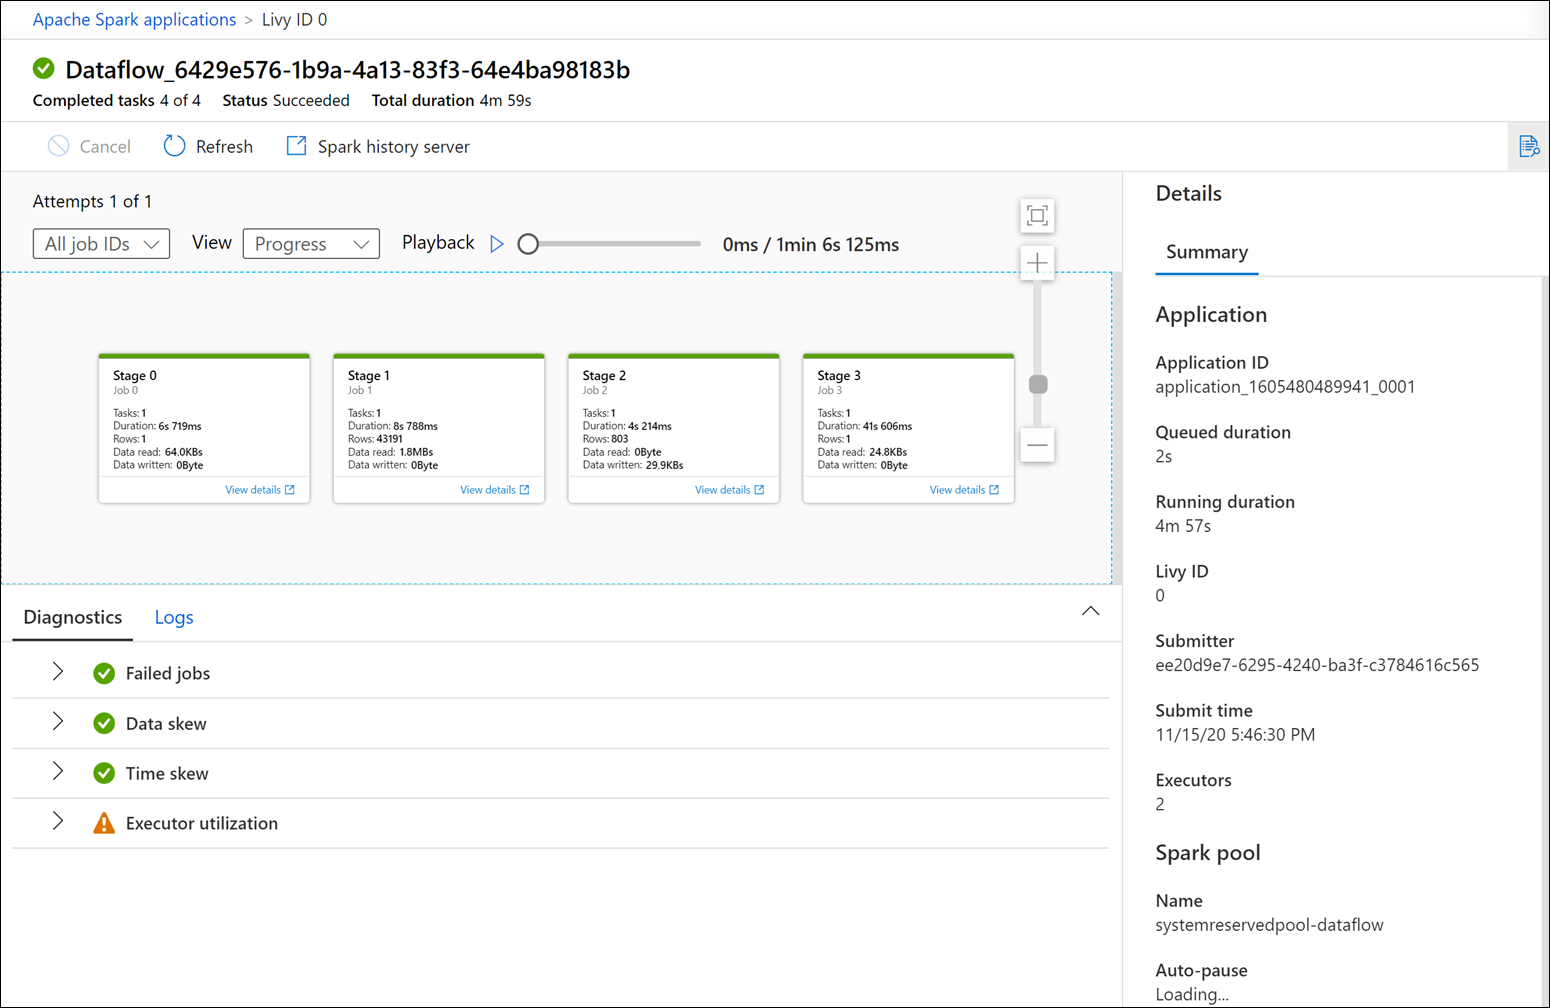 Apache Spark applications > Livy ID 0
Dataflow_6429e576-1b9a-4a13-83f3-64e4ba98183b
Completed tasks 4 of 4 Status Succeeded Total duration 4m 59s
Cancel Refresh Spark history server
Attempts 1 of 1
All job IDs View Progress Playback 0ms / 1min 6s 125ms
Stage 0
Job 0
Tasks: 1
Duration: 6s 719ms
Rows: 1
Data read: 64.0KBs
Data written: 0Byte
View details
Stage 1
Job 1
Tasks: 1
Duration: 8s 788ms
Rows: 43191
Data read: 1.8MBs
Data written: 0Byte
View details
Stage 2
Job 2
Tasks: 1
Duration: 4s 214ms
Rows: 803
Data read: 0Byte
Data written: 29.9KBs
View details
Stage 3
Job 3
Tasks: 1
Duration: 41s 606ms
Rows: 1
Data read: 24.8KBs
Data written: 0Byte
View details
Diagnostics Logs
Failed jobs
Data skew
Time skew
Executor utilization
Details
Summary
Application
Application ID
application_1605480489941_0001
Queued duration
2s
Running duration
4m 57s
Livy ID
0
Submitter
ee20d9e7-6295-4240-ba3f-c3784616c565
Submit time
11/15/20 5:46:30 PM
Executors
2
Spark pool
Name
systemreservedpool-dataflow
Auto-pause
Loading...